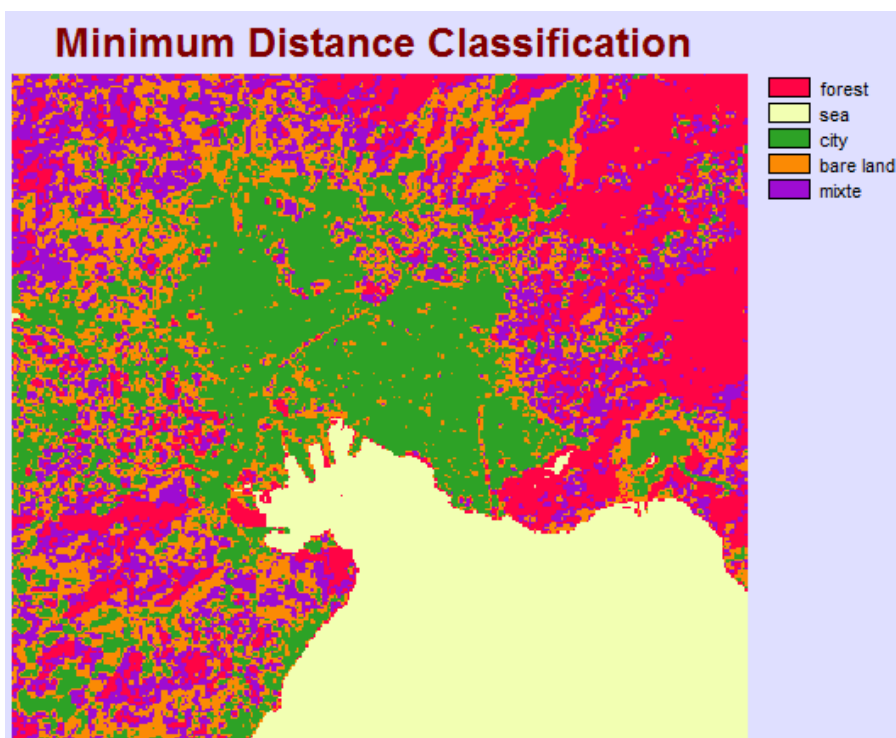 Minimum Distance Classification
forest
sea
city
bare land
mixte